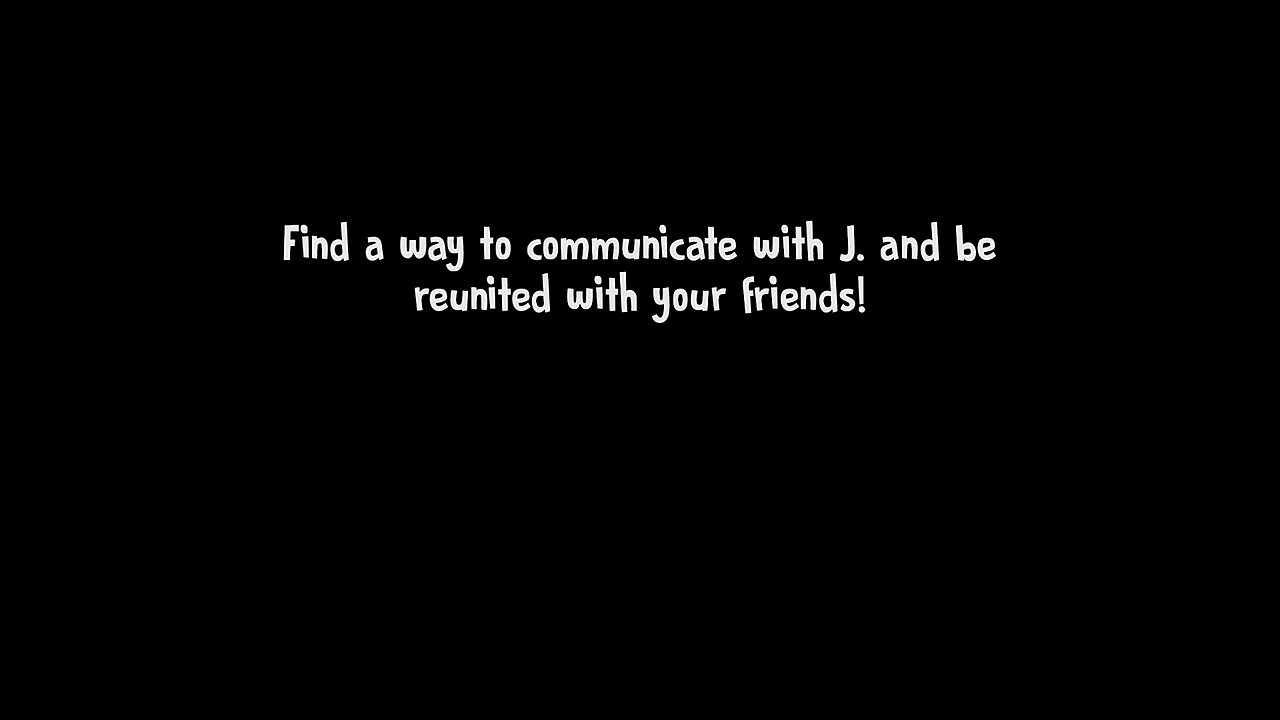 Find a way to communicate with J. and be
reunited with your friends!